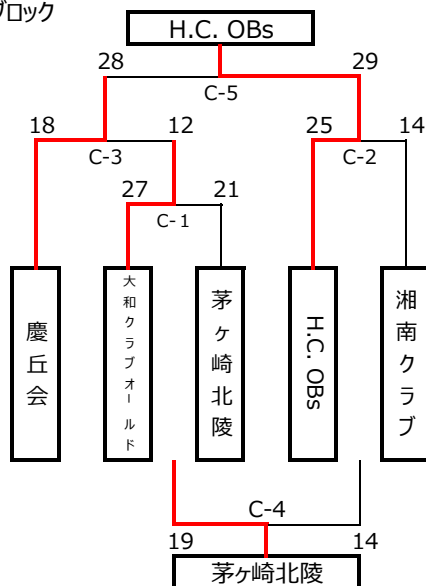 ブロック
H.C. OBs
28 29
C-5
18 12 25 14
C-3 C-2
27 21
C-1
慶丘会
大和クラブオールド
茅ヶ崎北陵
H.C. OBs
湘南クラブ
C-4
19 14
茅ヶ崎北陵